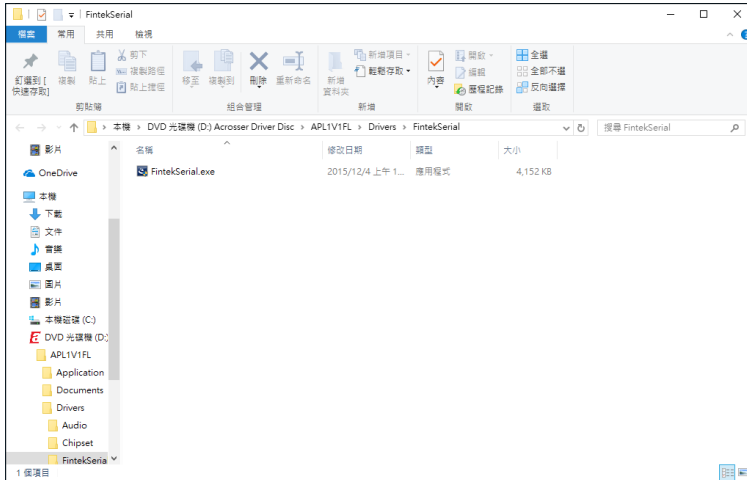 FintekSerial
檔案 常用 共用 檢視
釘選到 [快速存取]
複製
貼上
剪下
複製路徑
貼上捷徑
剪貼簿
移至
複製到
刪除
重新命名
組合管理
新增
資料夾
新增項目
輕鬆存取
新增
內容
開啟
編輯
歷程記錄
開啟
全選
全部不選
反向選擇
選取
本機 > DVD 光碟機 (D:) Acrosser Driver Disc > APL1V1FL > Drivers > FintekSerial
搜尋 FintekSerial
影片
OneDrive
本機
下載
文件
音樂
桌面
圖片
影片
本機磁碟 (C:)
DVD 光碟機 (D:)
APL1V1FL
Application
Documents
Drivers
Audio
Chipset
FintekSeria
名稱 修改日期 類型 大小
FintekSerial.exe 2015/12/4 上午 1... 應用程式 4,152 KB
1 個項目